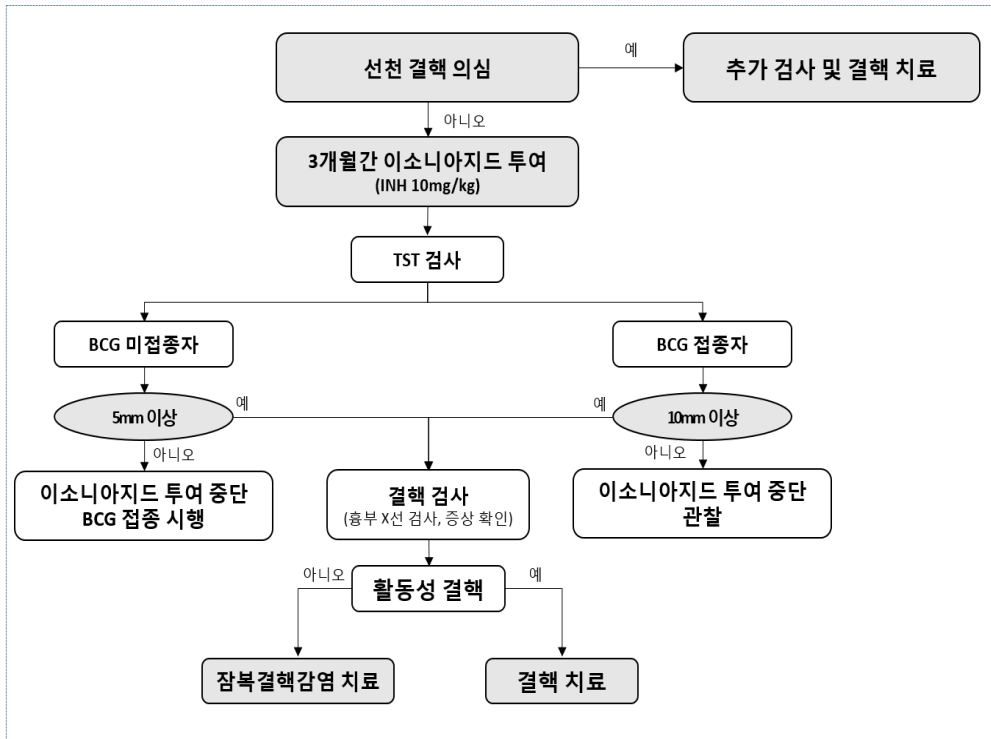 선천 결핵 의심
예
추가 검사 및 결핵 치료
아니오
3개월간 이소니아지드 투여
(INH 10mg/kg)
TST 검사
BCG 미접종자
BCG 접종자
5mm 이상
예
예
10mm 이상
아니오
아니오
이소니아지드 투여 중단
BCG 접종 시행
결핵 검사
(흉부 X선 검사, 증상 확인)
이소니아지드 투여 중단
관찰
아니오
활동성 결핵
예
잠복결핵감염 치료
결핵 치료